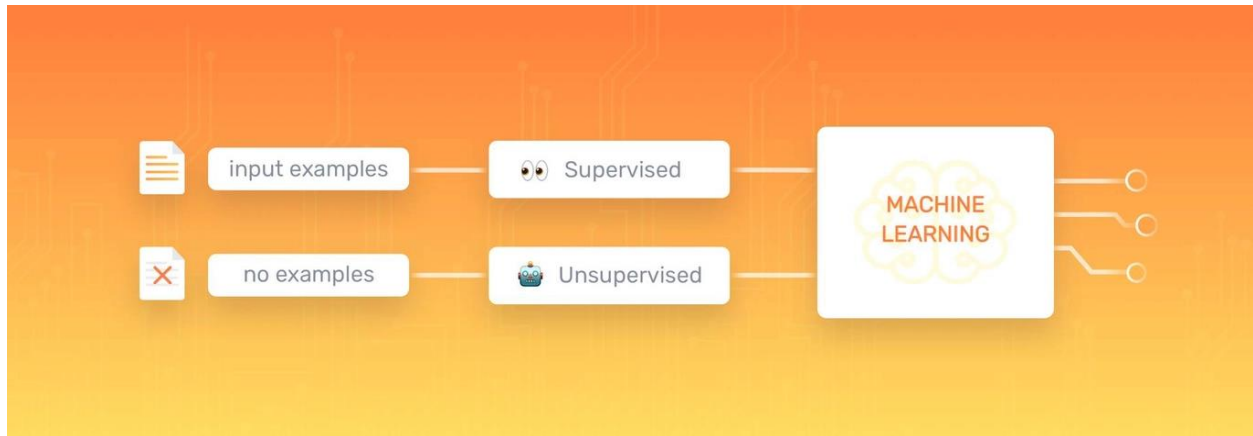 input examples
Supervised
MACHINE
LEARNING
no examples
Unsupervised